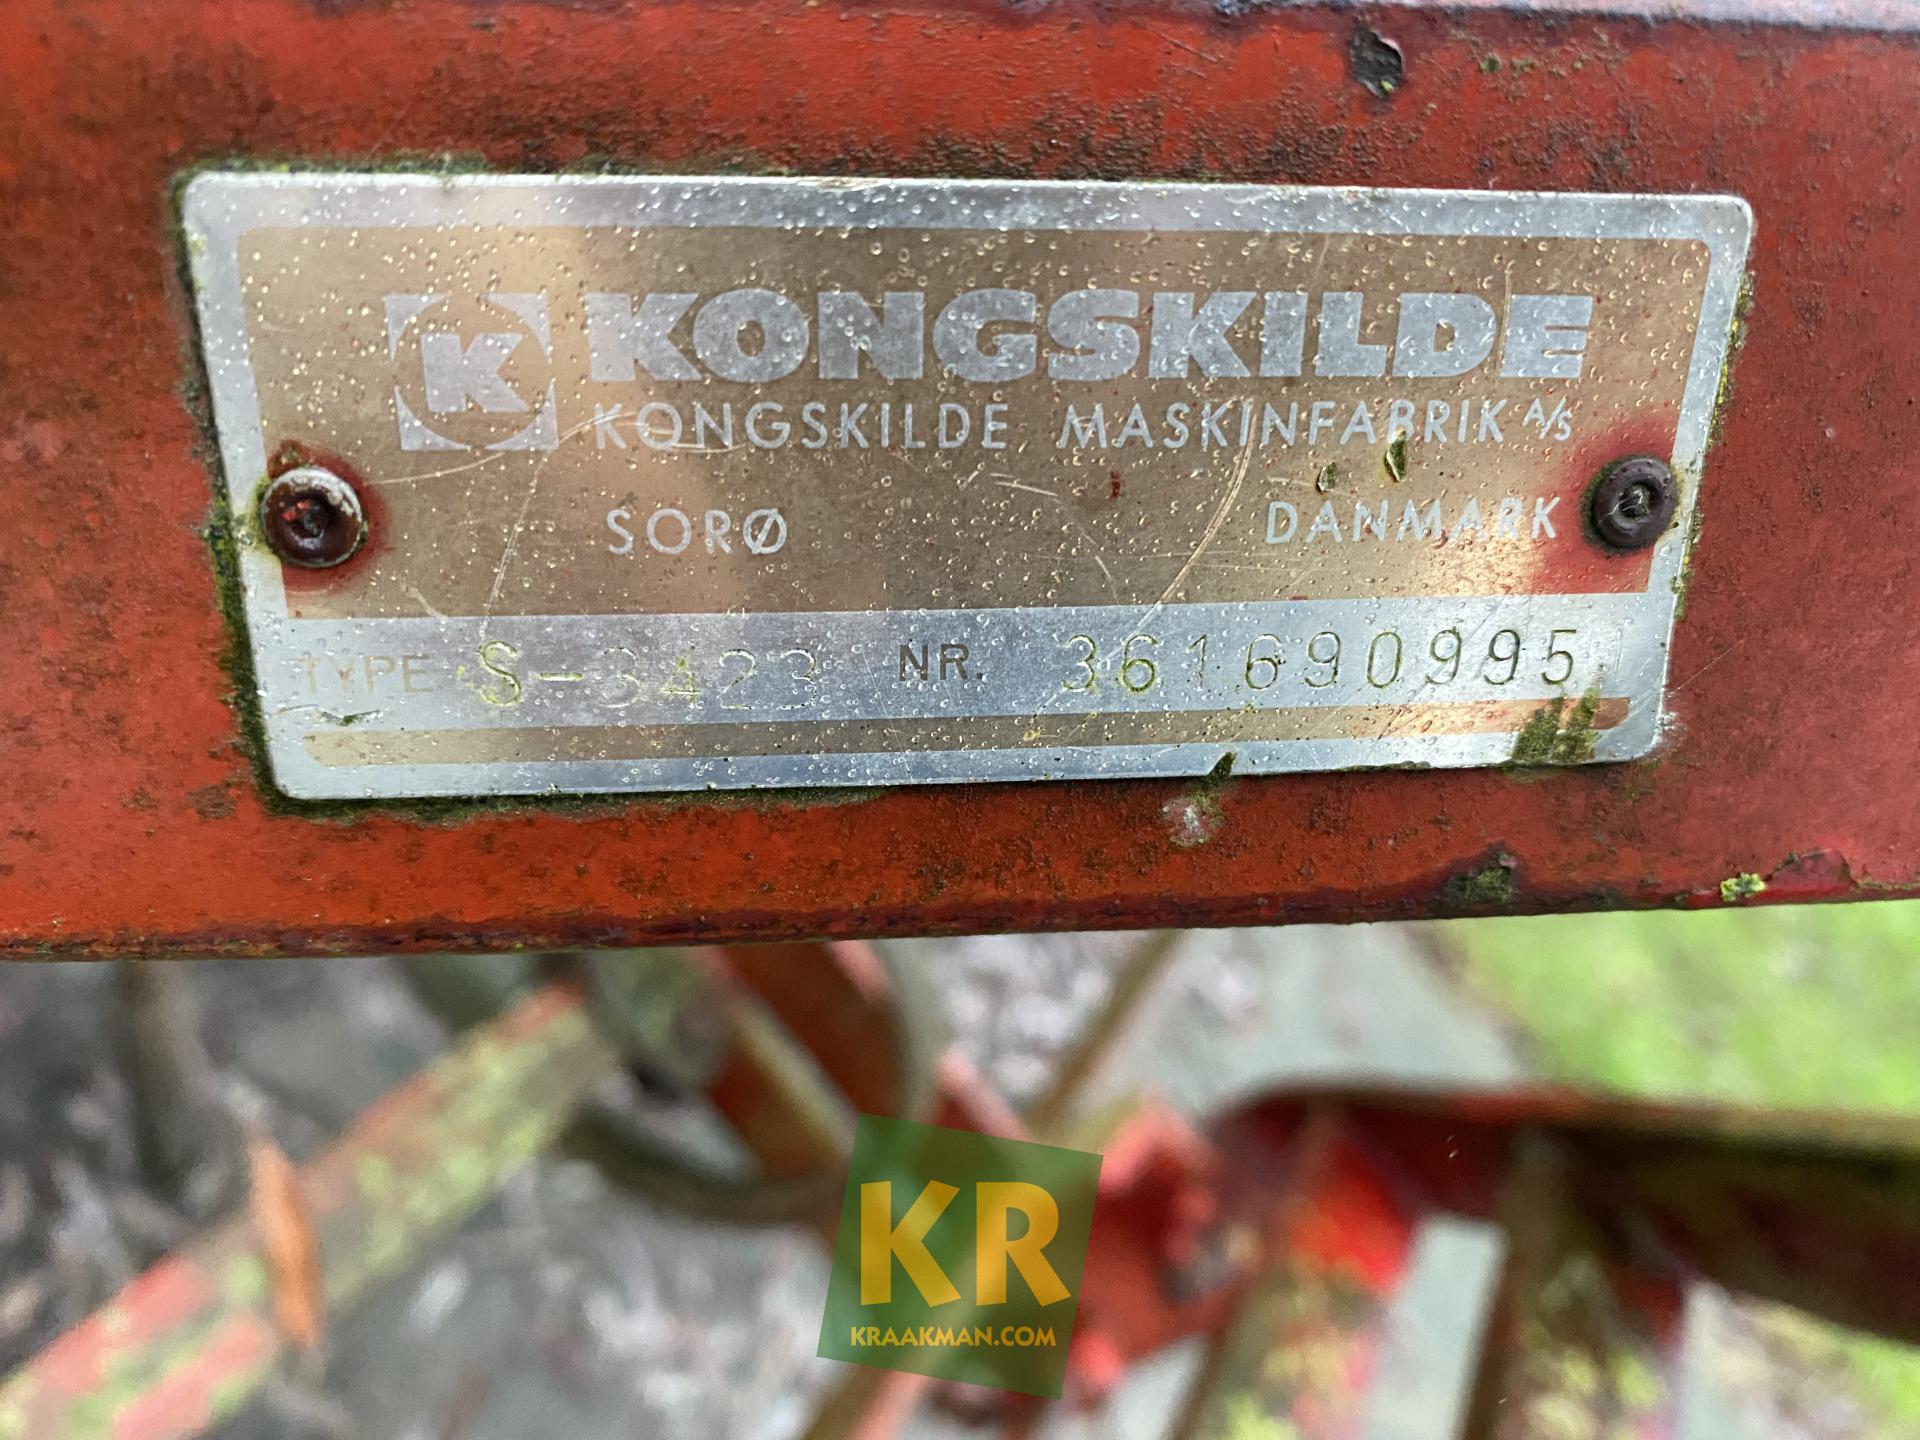 K KONGSKILDE
KONGSKILDE MASKINFABRIK A/S
SORØ DANMARK
TYPE S-3423 NR. 361690995
KR
KRAAKMAN.COM